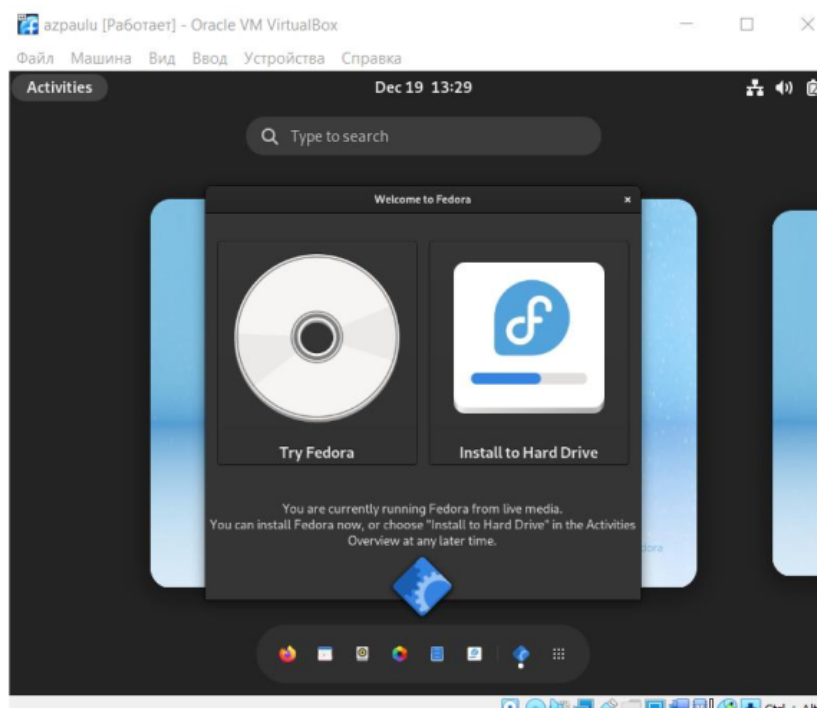 azpaulu [Работает] - Oracle VM VirtualBox
Файл Машина Вид Ввод Устройства Справка
Activities
Dec 19 13:29
Type to search
Welcome to Fedora
Try Fedora
Install to Hard Drive
You are currently running Fedora from live media.
You can install Fedora now, or choose "Install to Hard Drive" in the Activities
Overview at any later time.